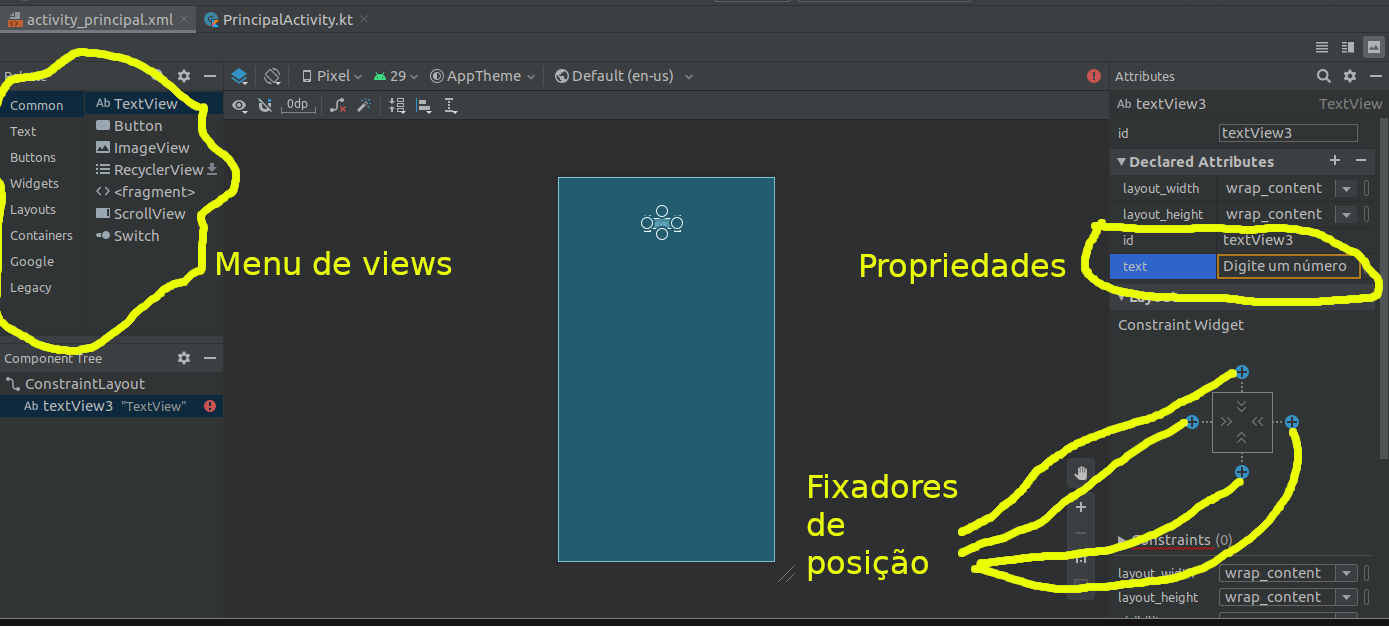 activity_principal.xml
PrincipalActivity.kt
Palette
Common
Text
Buttons
Widgets
Layouts
Containers
Google
Legacy
Ab TextView
Button
ImageView
RecyclerView
<> <fragment>
ScrollView
Switch
Menu de views
Component Tree
ConstraintLayout
Ab textView3 "TextView"
Pixel 29 AppTheme Default (en-us)
0dp
Propriedades
Fixadores
de
posição
Attributes
Ab textView3 TextView
id textView3
Declared Attributes
layout_width wrap_content
layout_height wrap_content
id textView3
text Digite um número
Layout
Constraint Widget
Constraints (0)
layout_width wrap_content
layout_height wrap_content